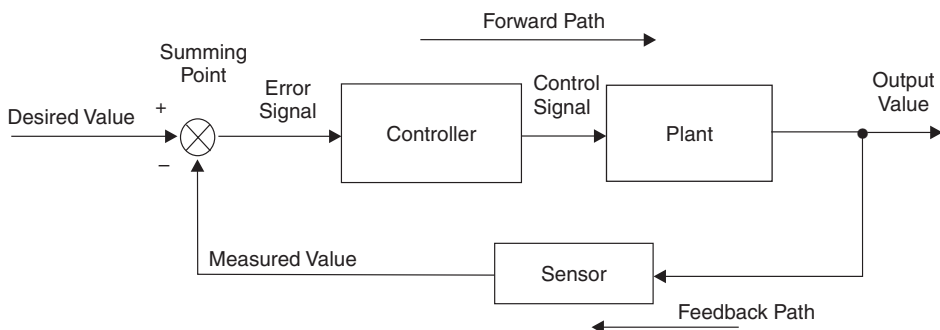 Forward Path
Summing
Point
Error
Signal
Control
Signal
Output
Value
Desired Value
+
Controller
Plant
−
Measured Value
Sensor
Feedback Path